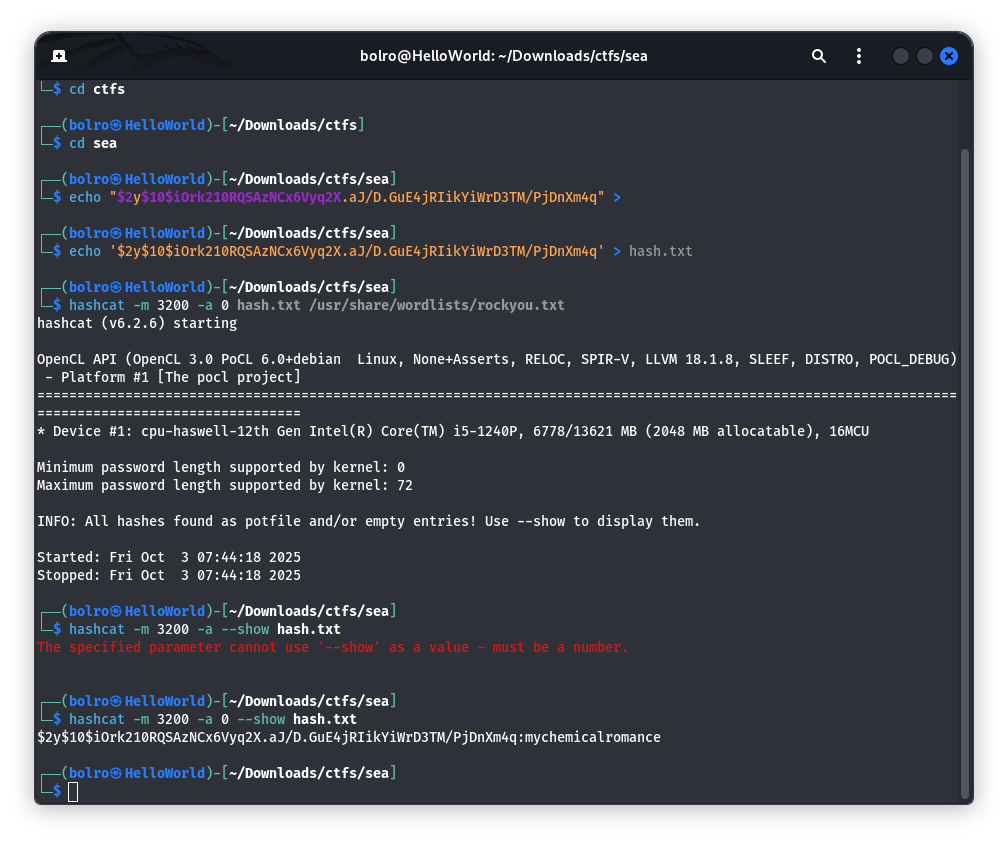 bolro@HelloWorld: ~/Downloads/ctfs/sea
└─$ cd ctfs
┌──(bolro㉿HelloWorld)-[~/Downloads/ctfs]
└─$ cd sea
┌──(bolro㉿HelloWorld)-[~/Downloads/ctfs/sea]
└─$ echo "$2y$10$iOrk210RQSAzNCx6Vyq2X.aJ/D.GuE4jRIikYiWrD3TM/PjDnXm4q" >
┌──(bolro㉿HelloWorld)-[~/Downloads/ctfs/sea]
└─$ echo '$2y$10$iOrk210RQSAzNCx6Vyq2X.aJ/D.GuE4jRIikYiWrD3TM/PjDnXm4q' > hash.txt
┌──(bolro㉿HelloWorld)-[~/Downloads/ctfs/sea]
└─$ hashcat -m 3200 -a 0 hash.txt /usr/share/wordlists/rockyou.txt
hashcat (v6.2.6) starting
OpenCL API (OpenCL 3.0 PoCL 6.0+debian  Linux, None+Asserts, RELOC, SPIR-V, LLVM 18.1.8, SLEEF, DISTRO, POCL_DEBUG)
 - Platform #1 [The pocl project]
===================================================================================================================
=================================
* Device #1: cpu-haswell-12th Gen Intel(R) Core(TM) i5-1240P, 6778/13621 MB (2048 MB allocatable), 16MCU
Minimum password length supported by kernel: 0
Maximum password length supported by kernel: 72
INFO: All hashes found as potfile and/or empty entries! Use --show to display them.
Started: Fri Oct  3 07:44:18 2025
Stopped: Fri Oct  3 07:44:18 2025
┌──(bolro㉿HelloWorld)-[~/Downloads/ctfs/sea]
└─$ hashcat -m 3200 -a --show hash.txt
The specified parameter cannot use '--show' as a value - must be a number.
┌──(bolro㉿HelloWorld)-[~/Downloads/ctfs/sea]
└─$ hashcat -m 3200 -a 0 --show hash.txt
$2y$10$iOrk210RQSAzNCx6Vyq2X.aJ/D.GuE4jRIikYiWrD3TM/PjDnXm4q:mychemicalromance
┌──(bolro㉿HelloWorld)-[~/Downloads/ctfs/sea]
└─$